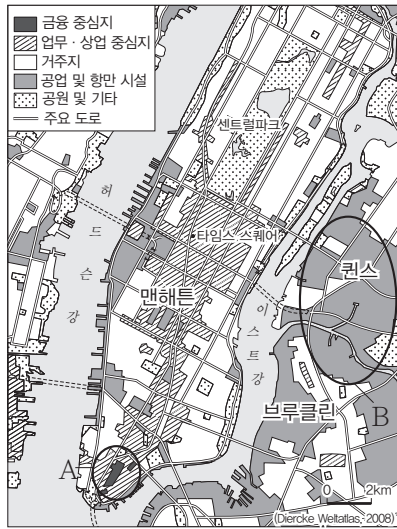 금융 중심지
업무 · 상업 중심지
거주지
공업 및 항만 시설
공원 및 기타
주요 도로
센트럴파크
허드슨강
타임스 스퀘어
퀸스
맨해튼
이스트강
브루클린
B
A
0 2km
(Diercke Weltatlas, 2008)